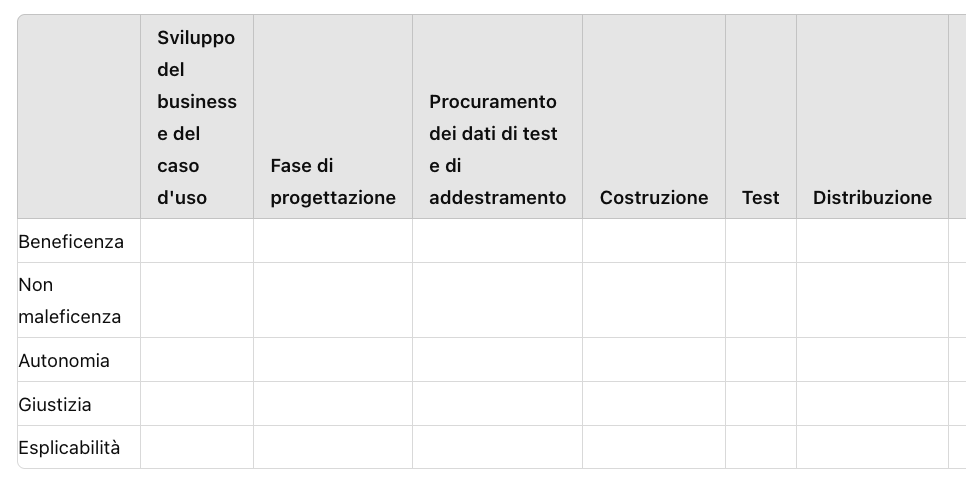 Sviluppo
del
business
e del
caso
d'uso
Fase di
progettazione
Procuramento
dei dati di test
e di
addestramento
Costruzione
Test
Distribuzione
Beneficenza
Non
maleficenza
Autonomia
Giustizia
Esplicabilità